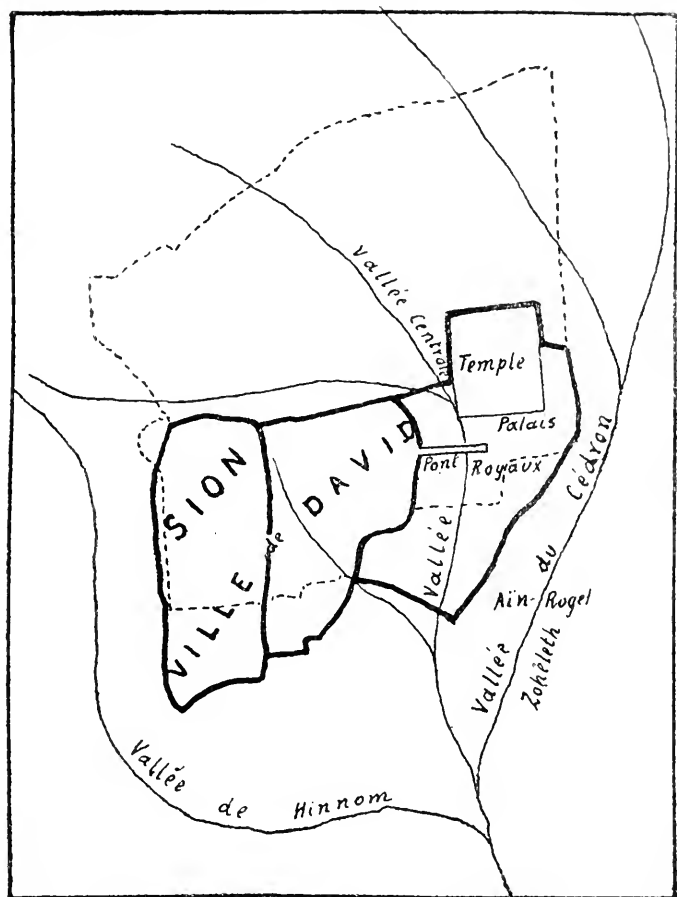 Vallée Centrale
Temple
Palais
Royaux
Pont
SION
VILLE de DAVID
Vallée
Vallée du Cédron
Aïn-Rogel
Zohéleth
Vallée de Hinnom